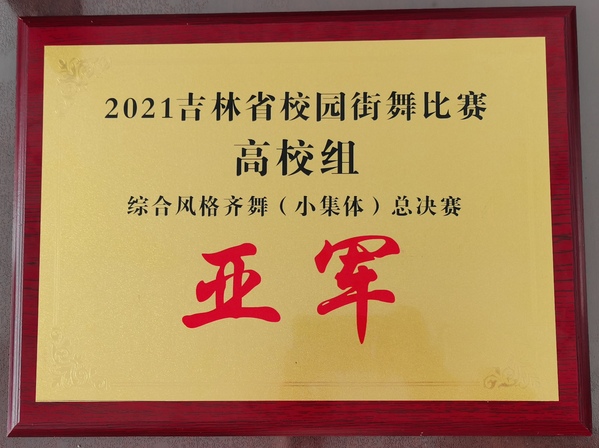 2021吉林省校园街舞比赛
高校组
综合风格齐舞（小集体）总决赛
亚军